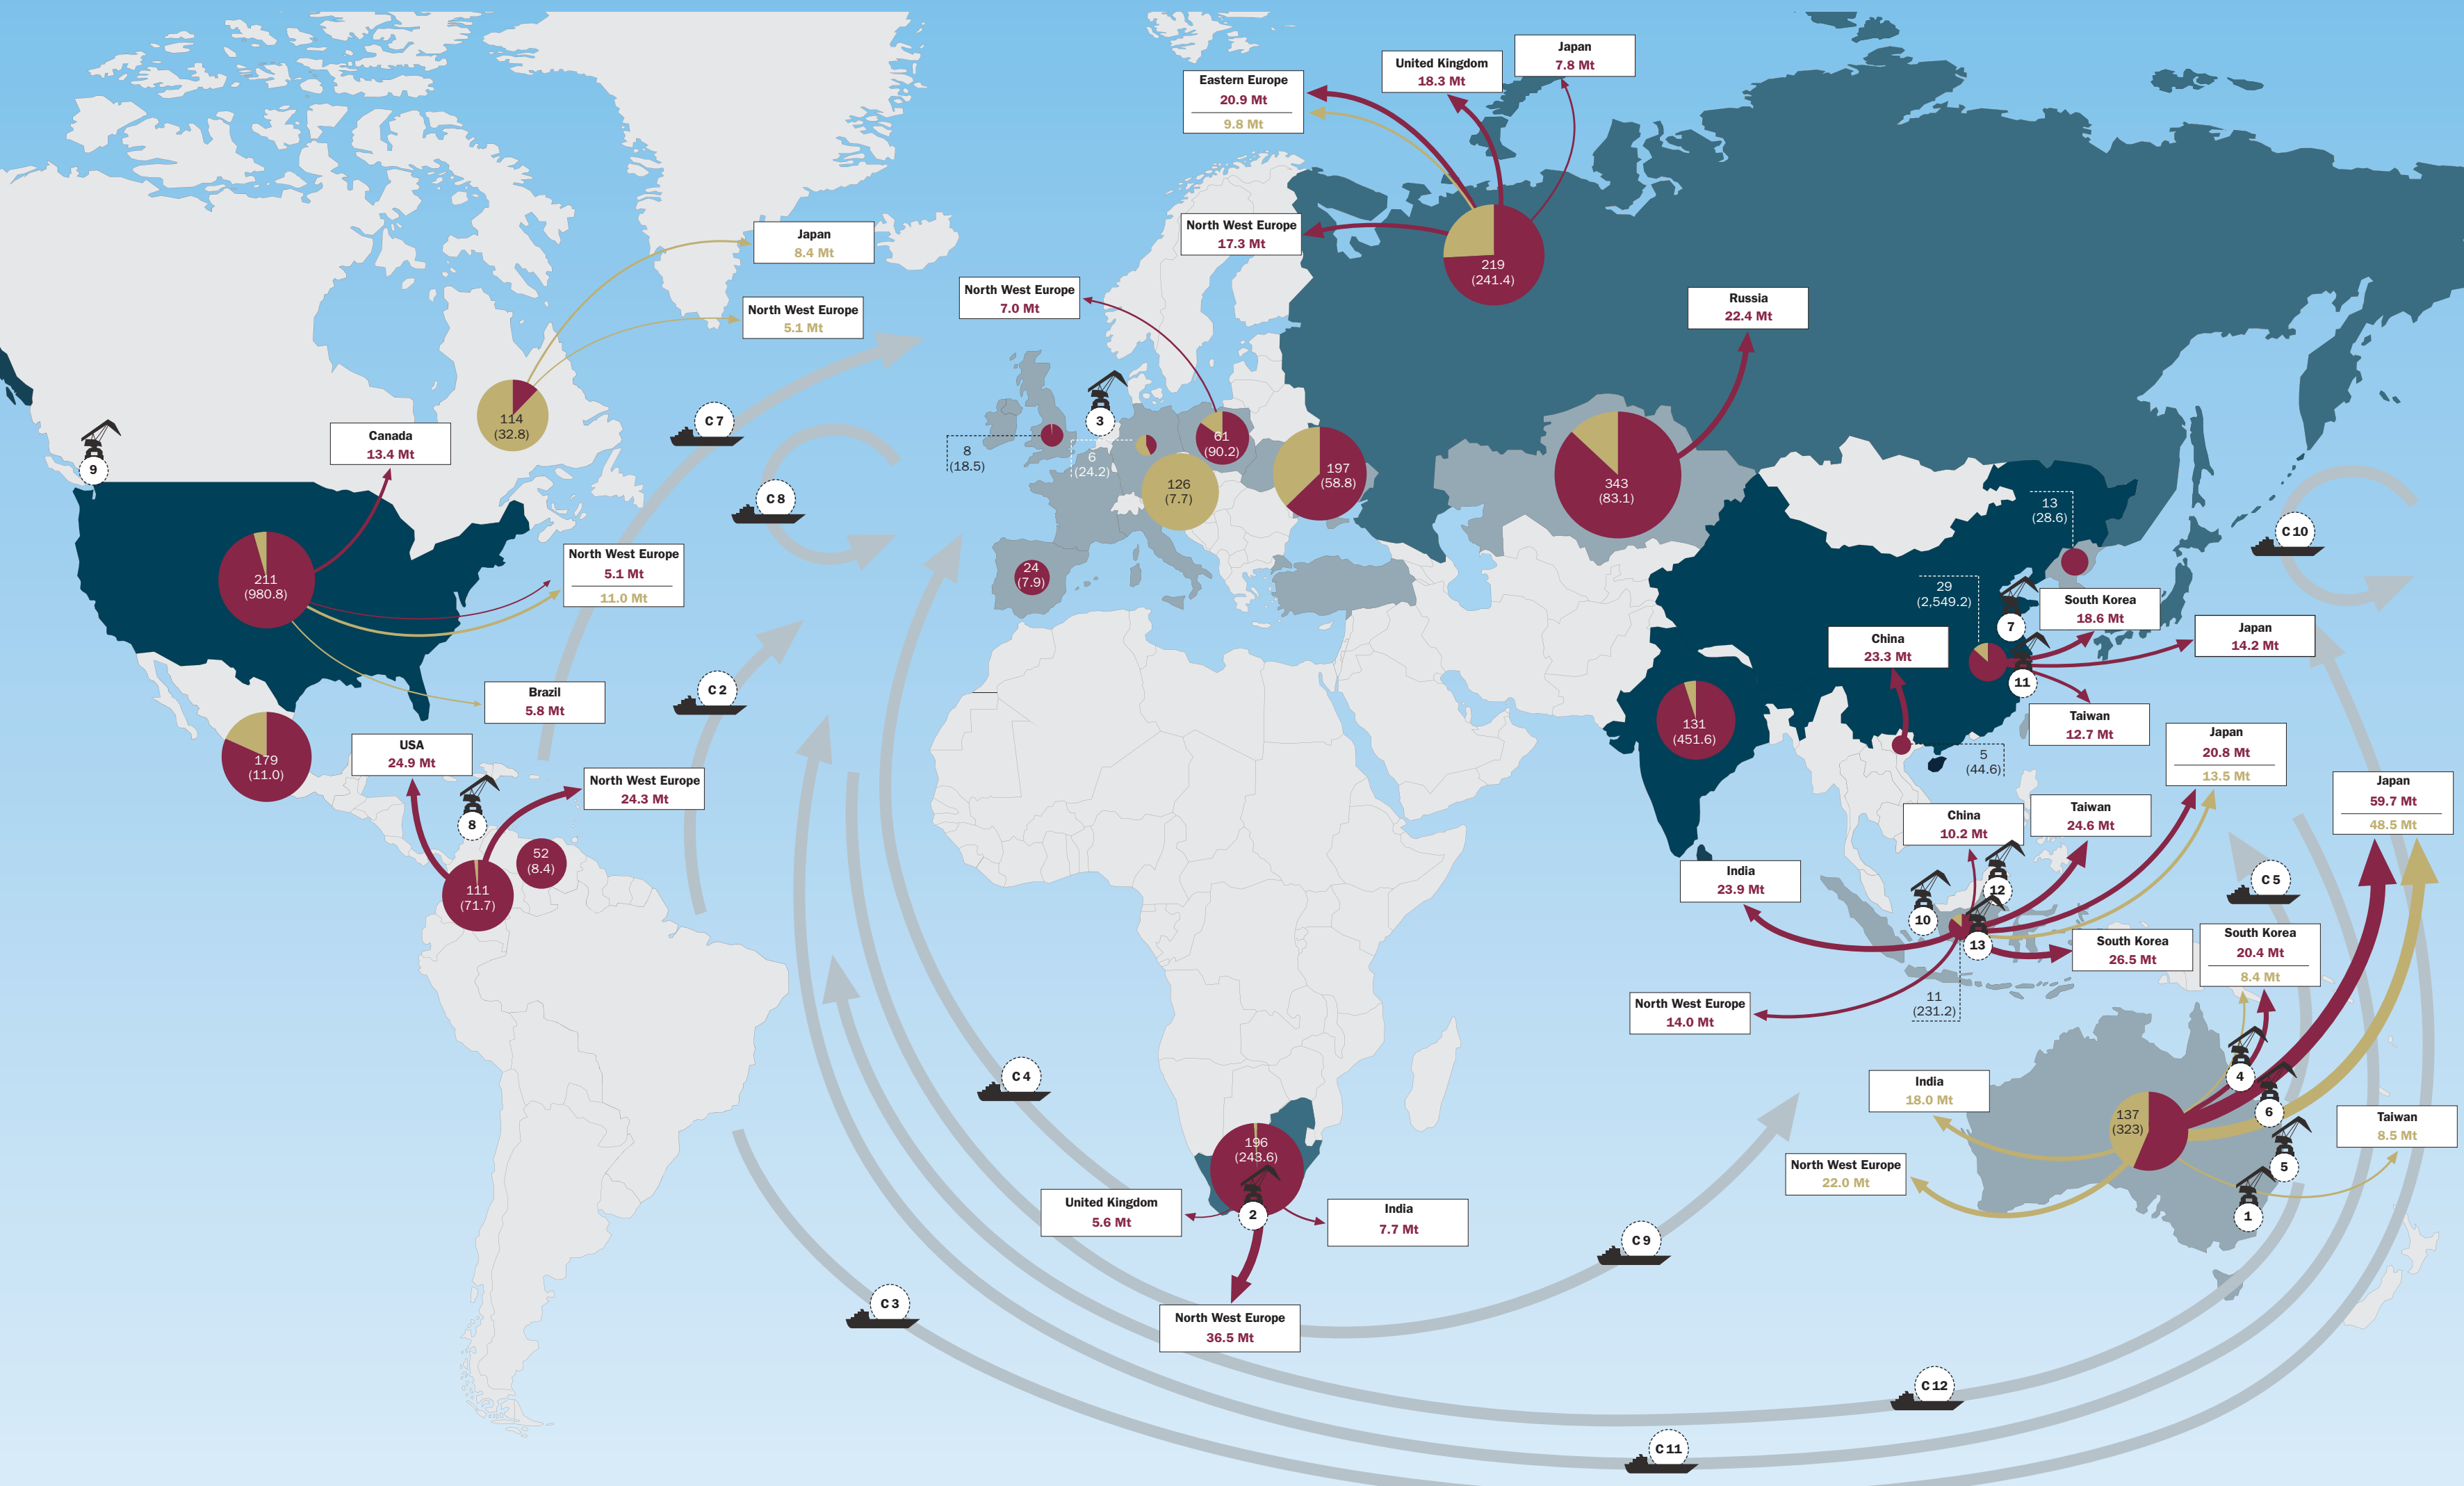 Japan
7.8 Mt
United Kingdom
18.3 Mt
Eastern Europe
20.9 Mt
9.8 Mt
North West Europe
17.3 Mt
219
(241.4)
Japan
8.4 Mt
North West Europe
5.1 Mt
North West Europe
7.0 Mt
Russia
22.4 Mt
114
(32.8)
Canada
13.4 Mt
9
C 7
3
8
(18.5)
6
(24.2)
61
(90.2)
126
(7.7)
197
(58.8)
343
(83.1)
C 8
13
(28.6)
C 10
211
(980.8)
North West Europe
5.1 Mt
11.0 Mt
24
(7.9)
29
(2,549.2)
7
South Korea
18.6 Mt
Japan
14.2 Mt
China
23.3 Mt
11
Brazil
5.8 Mt
C 2
131
(451.6)
Taiwan
12.7 Mt
5
(44.6)
179
(11.0)
USA
24.9 Mt
North West Europe
24.3 Mt
8
Japan
20.8 Mt
13.5 Mt
Japan
59.7 Mt
48.5 Mt
China
10.2 Mt
Taiwan
24.6 Mt
52
(8.4)
111
(71.7)
India
23.9 Mt
12
10
13
C 5
South Korea
26.5 Mt
South Korea
20.4 Mt
8.4 Mt
North West Europe
14.0 Mt
11
(231.2)
C 4
India
18.0 Mt
4
6
137
(323)
Taiwan
8.5 Mt
196
(243.6)
North West Europe
22.0 Mt
5
1
United Kingdom
5.6 Mt
2
India
7.7 Mt
C 9
C 3
North West Europe
36.5 Mt
C 12
C 11